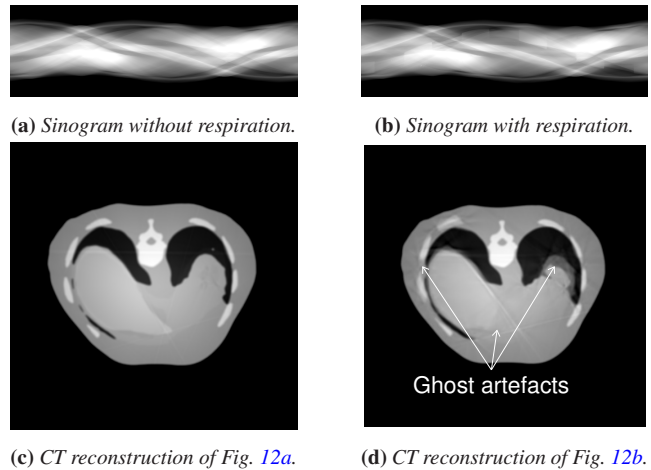 (a) Sinogram without respiration.
(b) Sinogram with respiration.
Ghost artefacts
(c) CT reconstruction of Fig. 12a.
(d) CT reconstruction of Fig. 12b.